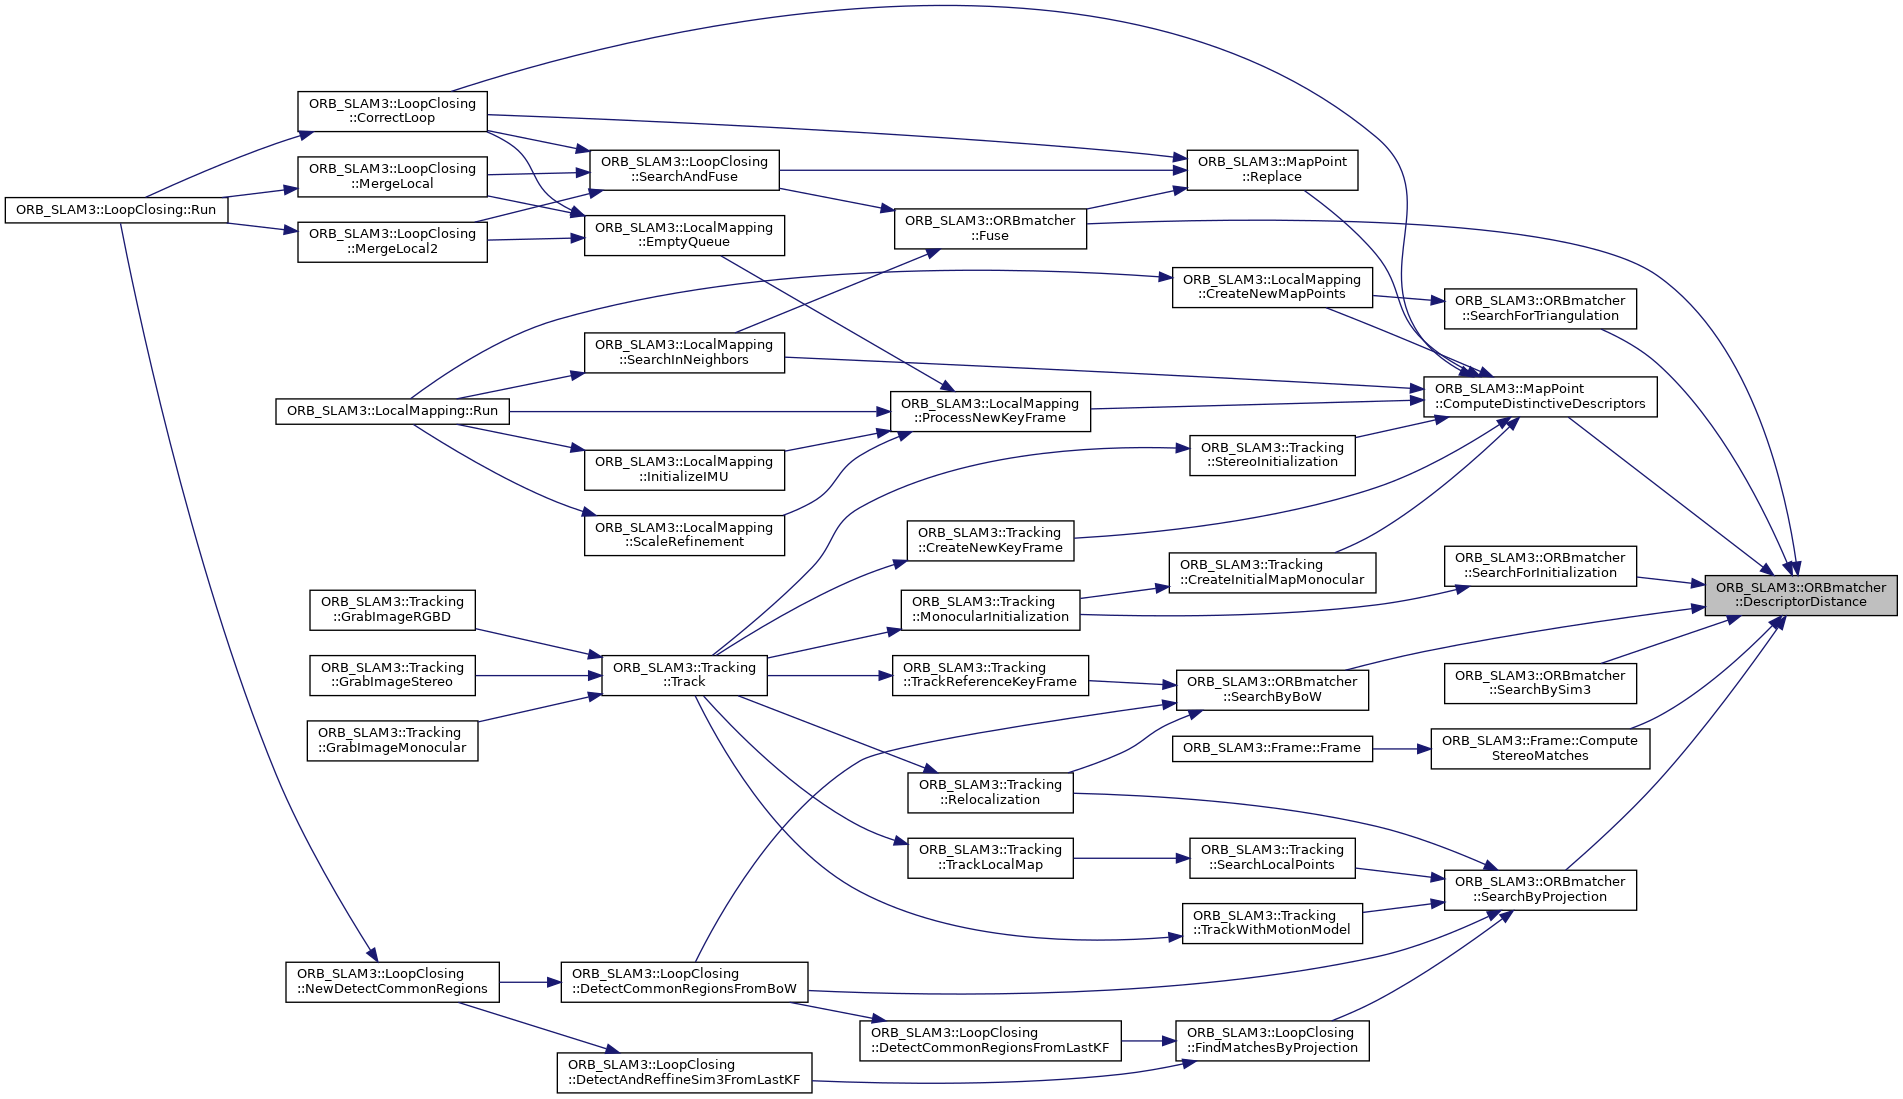 ORB_SLAM3::LoopClosing
::CorrectLoop
ORB_SLAM3::LoopClosing
::MergeLocal
ORB_SLAM3::LoopClosing::Run
ORB_SLAM3::LoopClosing
::MergeLocal2
ORB_SLAM3::LoopClosing
::SearchAndFuse
ORB_SLAM3::LocalMapping
::EmptyQueue
ORB_SLAM3::MapPoint
::Replace
ORB_SLAM3::ORBmatcher
::Fuse
ORB_SLAM3::LocalMapping
::CreateNewMapPoints
ORB_SLAM3::ORBmatcher
::SearchForTriangulation
ORB_SLAM3::LocalMapping
::SearchInNeighbors
ORB_SLAM3::LocalMapping::Run
ORB_SLAM3::LocalMapping
::ProcessNewKeyFrame
ORB_SLAM3::MapPoint
::ComputeDistinctiveDescriptors
ORB_SLAM3::LocalMapping
::InitializeIMU
ORB_SLAM3::Tracking
::StereoInitialization
ORB_SLAM3::LocalMapping
::ScaleRefinement
ORB_SLAM3::Tracking
::CreateNewKeyFrame
ORB_SLAM3::Tracking
::CreateInitialMapMonocular
ORB_SLAM3::ORBmatcher
::SearchForInitialization
ORB_SLAM3::ORBmatcher
::DescriptorDistance
ORB_SLAM3::Tracking
::GrabImageRGBD
ORB_SLAM3::Tracking
::MonocularInitialization
ORB_SLAM3::Tracking
::GrabImageStereo
ORB_SLAM3::Tracking
::Track
ORB_SLAM3::Tracking
::TrackReferenceKeyFrame
ORB_SLAM3::ORBmatcher
::SearchByBoW
ORB_SLAM3::ORBmatcher
::SearchBySim3
ORB_SLAM3::Tracking
::GrabImageMonocular
ORB_SLAM3::Frame::Frame
ORB_SLAM3::Frame::Compute
StereoMatches
ORB_SLAM3::Tracking
::Relocalization
ORB_SLAM3::Tracking
::TrackLocalMap
ORB_SLAM3::Tracking
::SearchLocalPoints
ORB_SLAM3::ORBmatcher
::SearchByProjection
ORB_SLAM3::Tracking
::TrackWithMotionModel
ORB_SLAM3::LoopClosing
::NewDetectCommonRegions
ORB_SLAM3::LoopClosing
::DetectCommonRegionsFromBoW
ORB_SLAM3::LoopClosing
::DetectCommonRegionsFromLastKF
ORB_SLAM3::LoopClosing
::FindMatchesByProjection
ORB_SLAM3::LoopClosing
::DetectAndReffineSim3FromLastKF